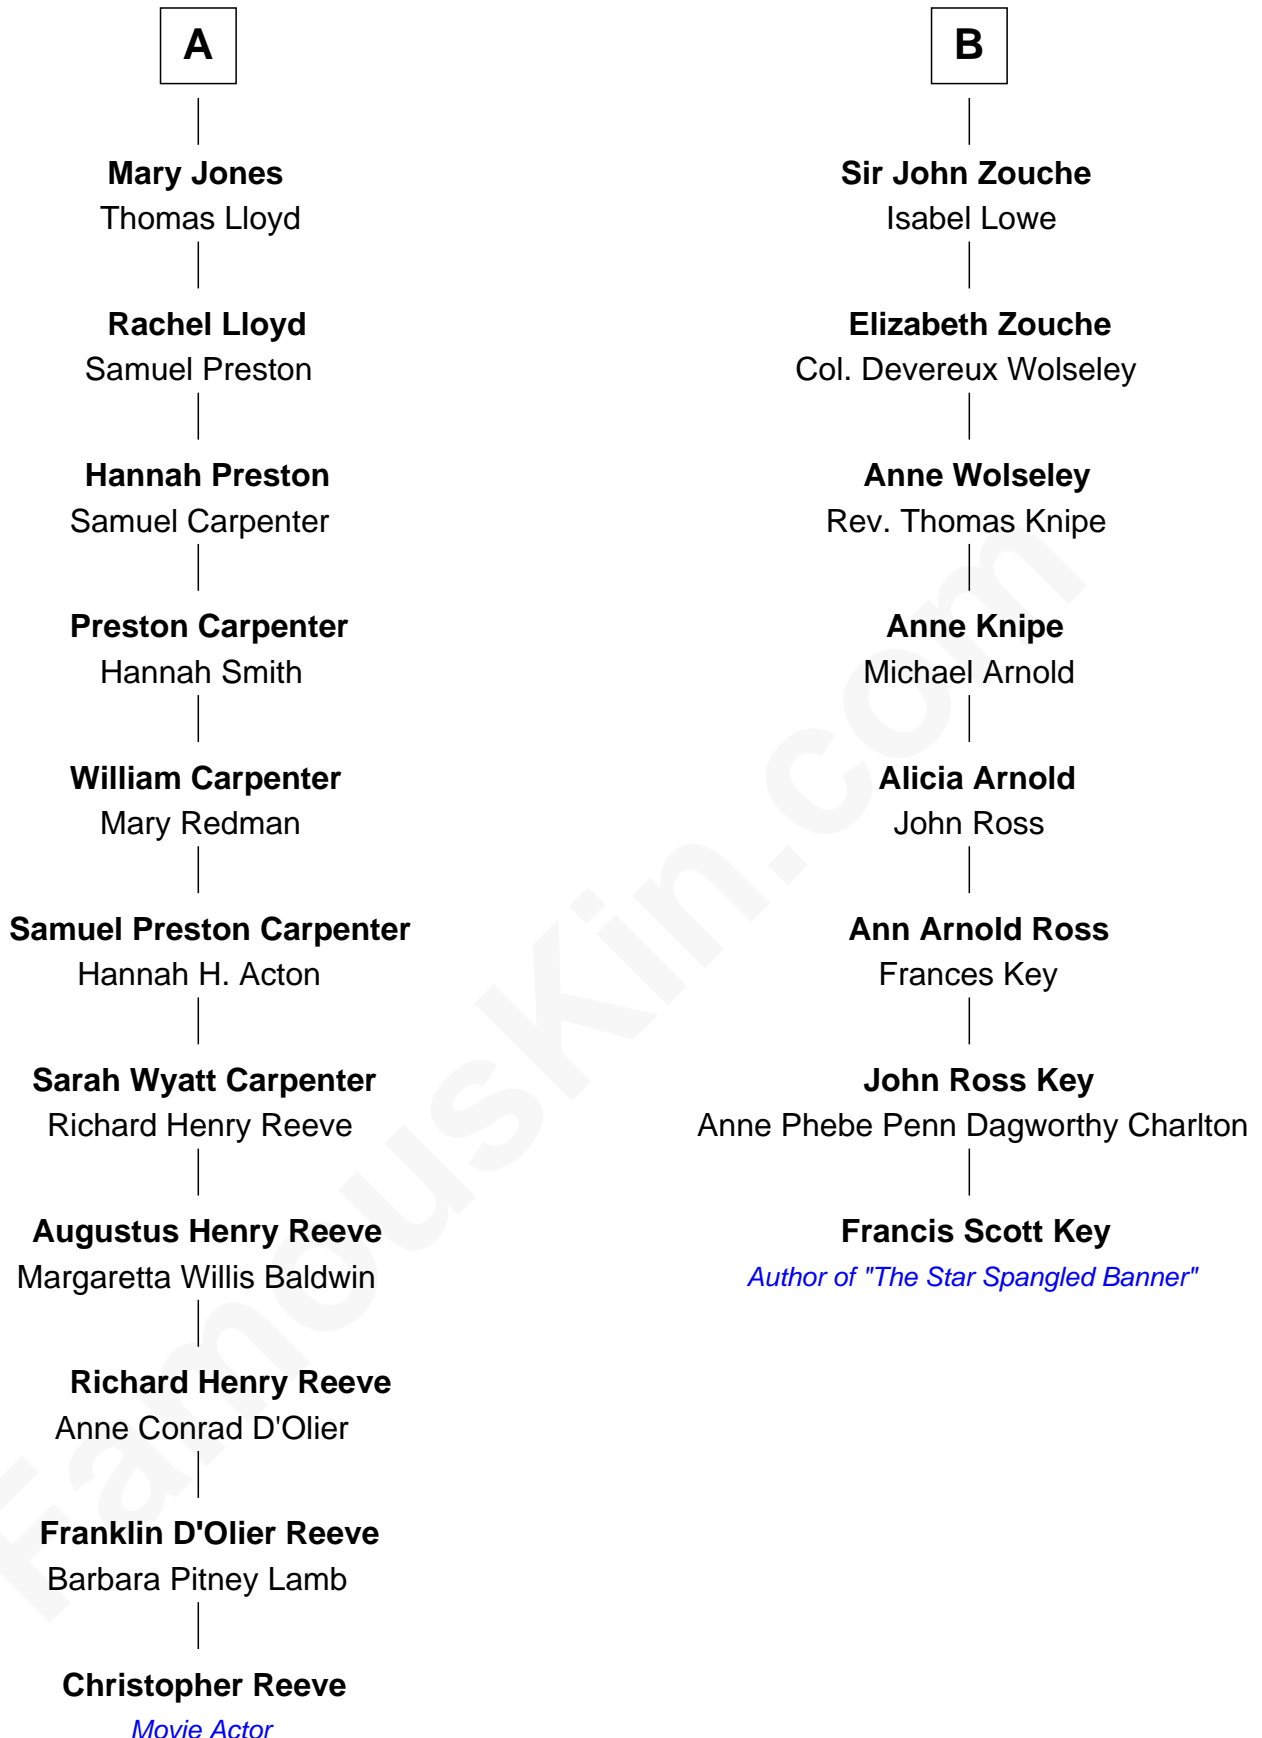 A
Mary Jones
Thomas Lloyd
Rachel Lloyd
Samuel Preston
Hannah Preston
Samuel Carpenter
Preston Carpenter
Hannah Smith
William Carpenter
Mary Redman
Samuel Preston Carpenter
Hannah H. Acton
Sarah Wyatt Carpenter
Richard Henry Reeve
Augustus Henry Reeve
Margaretta Willis Baldwin
Richard Henry Reeve
Anne Conrad D'Olier
Franklin D'Olier Reeve
Barbara Pitney Lamb
Christopher Reeve
Movie Actor
B
Sir John Zouche
Isabel Lowe
Elizabeth Zouche
Col. Devereux Wolseley
Anne Wolseley
Rev. Thomas Knipe
Anne Knipe
Michael Arnold
Alicia Arnold
John Ross
Ann Arnold Ross
Frances Key
John Ross Key
Anne Phebe Penn Dagworthy Charlton
Francis Scott Key
Author of "The Star Spangled Banner"
FamousKin.com